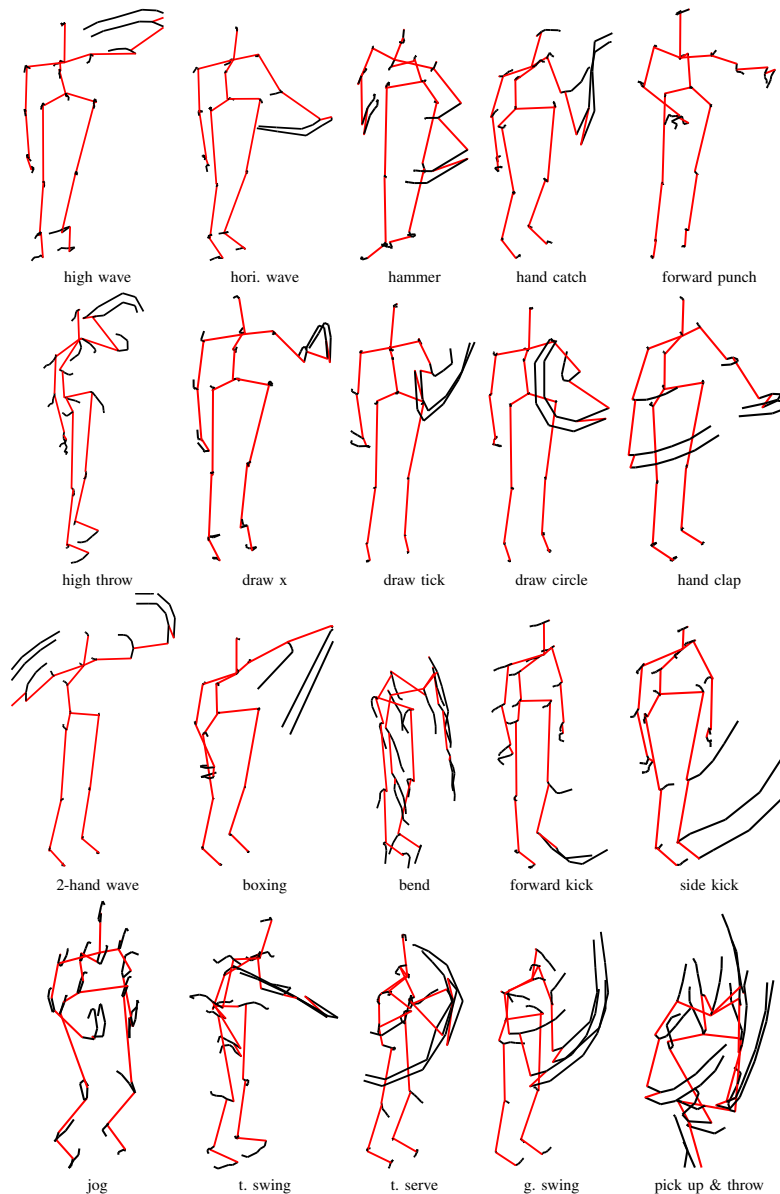 high wave
hori. wave
hammer
hand catch
forward punch
high throw
draw x
draw tick
draw circle
hand clap
2-hand wave
boxing
bend
forward kick
side kick
jog
t. swing
t. serve
g. swing
pick up & throw